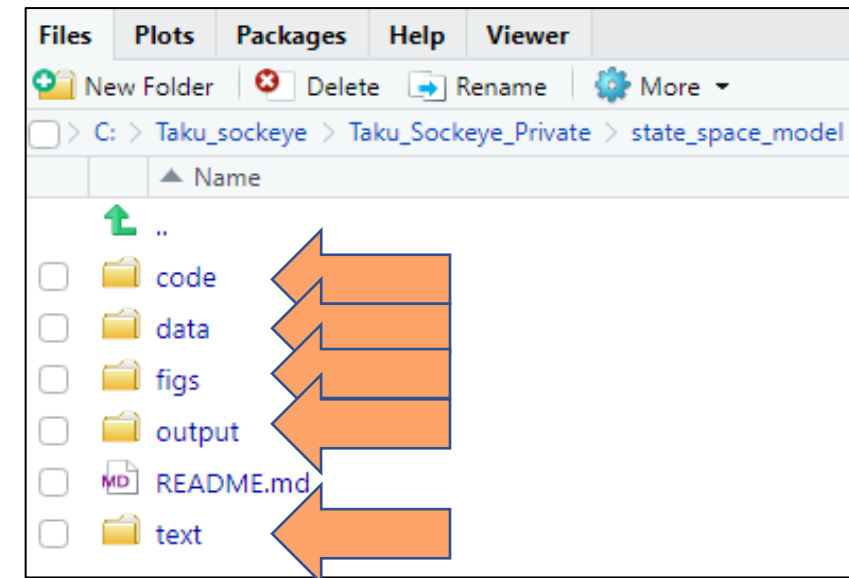 Files Plots Packages Help Viewer
New Folder Delete Rename More
C: > Taku_sockeye > Taku_Sockeye_Private > state_space_model
Name
..
code
data
figs
output
MD README.md
text